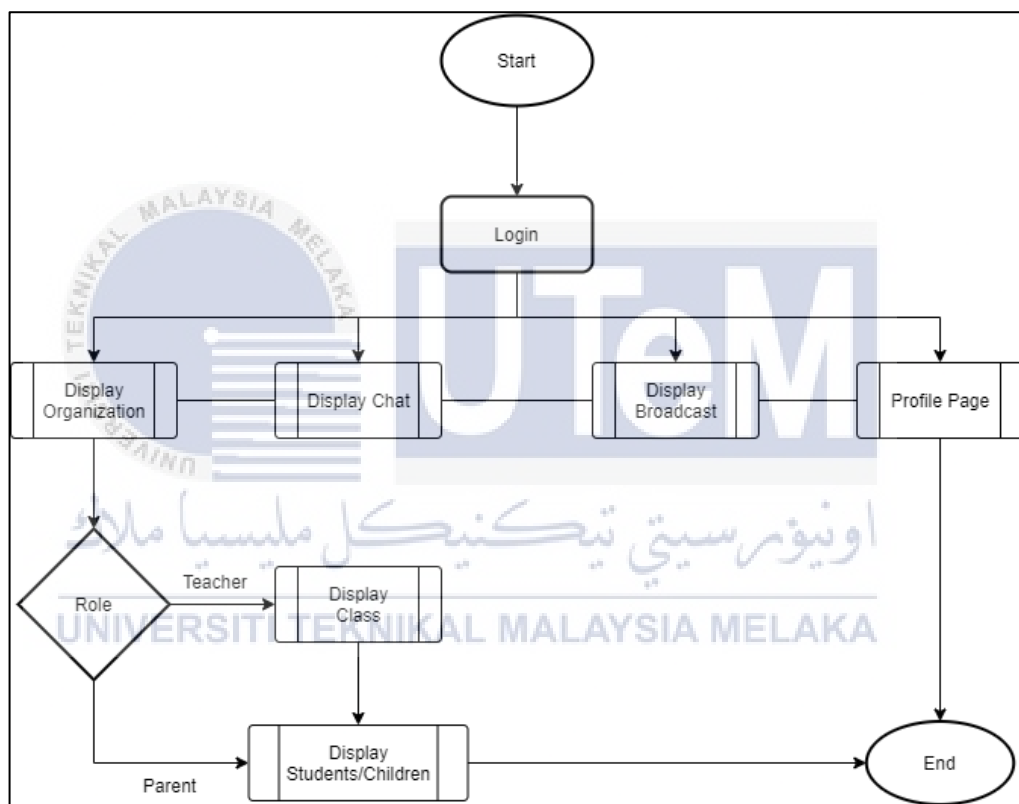 Start
Login
UNIVERSITI TEKNIKAL MALAYSIA MELAKA
UTeM
Display
Organization
Display Chat
Display
Broadcast
Profile Page
اونيۏرسيتي تيكنيكل مليسيا ملاك
Role
Teacher
Display
Class
UNIVERSITI TEKNIKAL MALAYSIA MELAKA
Parent
Display
Students/Children
End